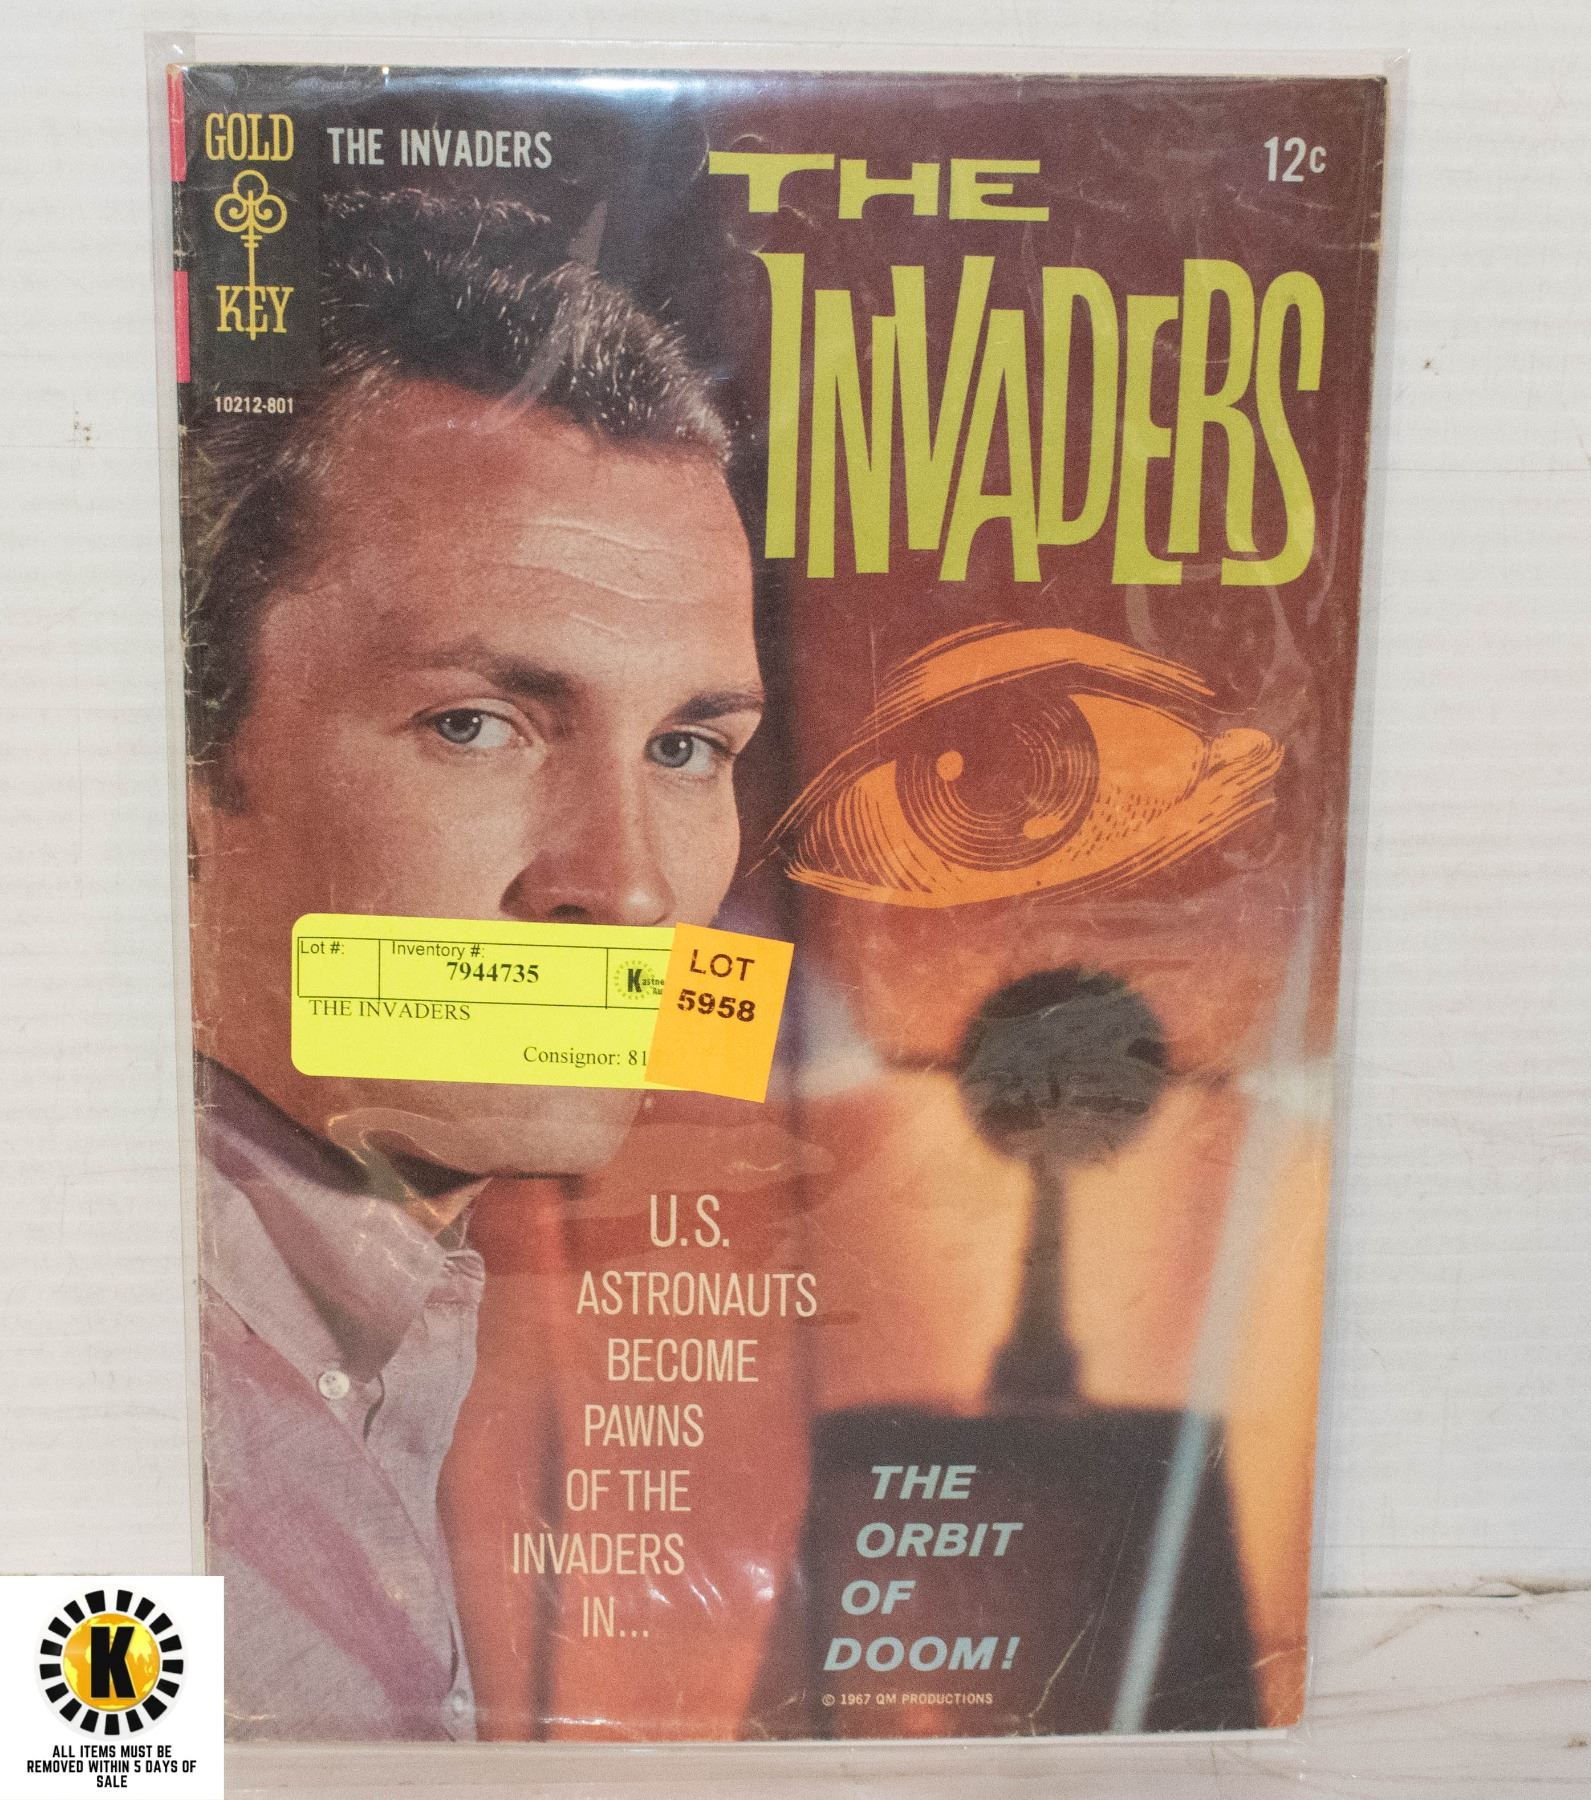 GOLD
KEY
THE INVADERS
12c
THE
INVADERS
10212-801
Lot #:
Inventory #:
7944735
THE INVADERS
Consignor: 81
LOT
5958
U.S.
ASTRONAUTS
BECOME
PAWNS
OF THE
INVADERS
IN...
THE
ORBIT
OF
DOOM!
© 1967 QM PRODUCTIONS
K
ALL ITEMS MUST BE
REMOVED WITHIN 5 DAYS OF
SALE